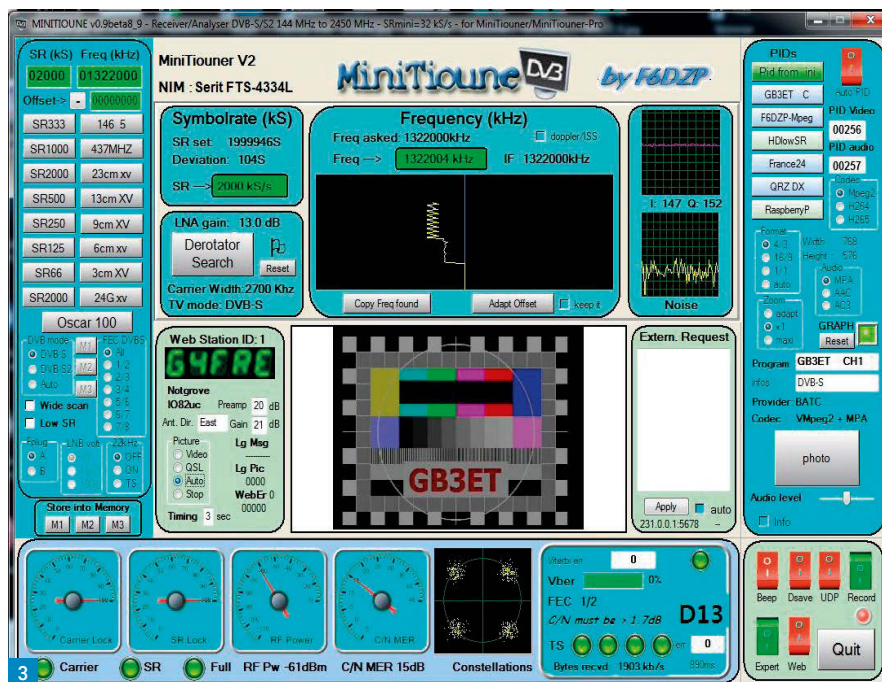 MINITIOUNE v0.9beta8_9 - Receiver/Analyser DVB-S/S2 144 MHz to 2450 MHz - SRmini=32 kS/s - for MiniTiouner/MiniTiouner-Pro
SR (kS) Freq (kHz)
02000 01322000
Offset-> - 00000000
SR333 146 5
SR1000 437MHZ
SR2000 23cm xv
SR500 13cm XV
SR250 9cm XV
SR125 6cm xv
SR66 3cm XV
SR2000 24G xv
Oscar 100
DVB mode
DVB-S
DVB-S2
Auto
M1
M2
M3
FEC DVBS
All
1/2
2/3
3/4
5/6
6/7
7/8
Wide scan
Low SR
Fplug
A
B
LNB volt
22kHz
OFF
ON
TS
Store into Memory
M1 M2 M3
MiniTiouner V2
NIM : Serit FTS-4334L
MiniTioune DVB by F6DZP
Symbolrate (kS)
SR set: 1999946S
Deviation: 104S
SR --> 2000 kS/s
LNA gain: 13.0 dB
Derotator
Search
Reset
Carrier Width:2700 Khz
TV mode: DVB-S
Frequency (kHz)
Freq asked: 1322000kHz doppler/ISS
Freq ---> 1322004 kHz IF 1322000kHz
Copy Freq found Adapt Offset keep it
I: 147 Q: 152
Noise
Web Station ID: 1
G4FRE
Notgrove
IO82uc Preamp 20 dB
Ant. Dir. East Gain 21 dB
Picture
Video
QSL
Auto
Stop
Lg Msg
Lg Pic
0000
WebEr 0
00000
Timing 3 sec
GB3ET
Extern. Request
Apply auto
231.0.0.1:5678 --
PIDs
Pid from ini
GB3ET C
F6DZP-Mpeg
HDlowSR
France24
QRZ DX
RaspberryP
Auto PID
PID Video
00256
PID audio
00257
Codec
Mpeg2
H264
H265
Format
4/3
16/9
1/1
auto
Width 768
Height : 576
Audio
MPA
AAC
AC3
Zoom
adapt
x1
maxi
GRAPH
Reset
Program GB3ET CH1
infos DVB-S
Provider BATC
Codec VMpeg2 + MPA
photo
Audio level
Info
Carrier Lock
SR Lock
RF Power
C/N MER
Carrier SR Full RF Pw -61dBm C/N MER 15dB Constellations
Viterbi err 0
Vber 0%
FEC 1/2
C/N must be > 1.7dB D13
TS err 0
Bytes recvd 1903 kb/s 890ms
Beep Dsave UDP Record
Expert Web Quit
3